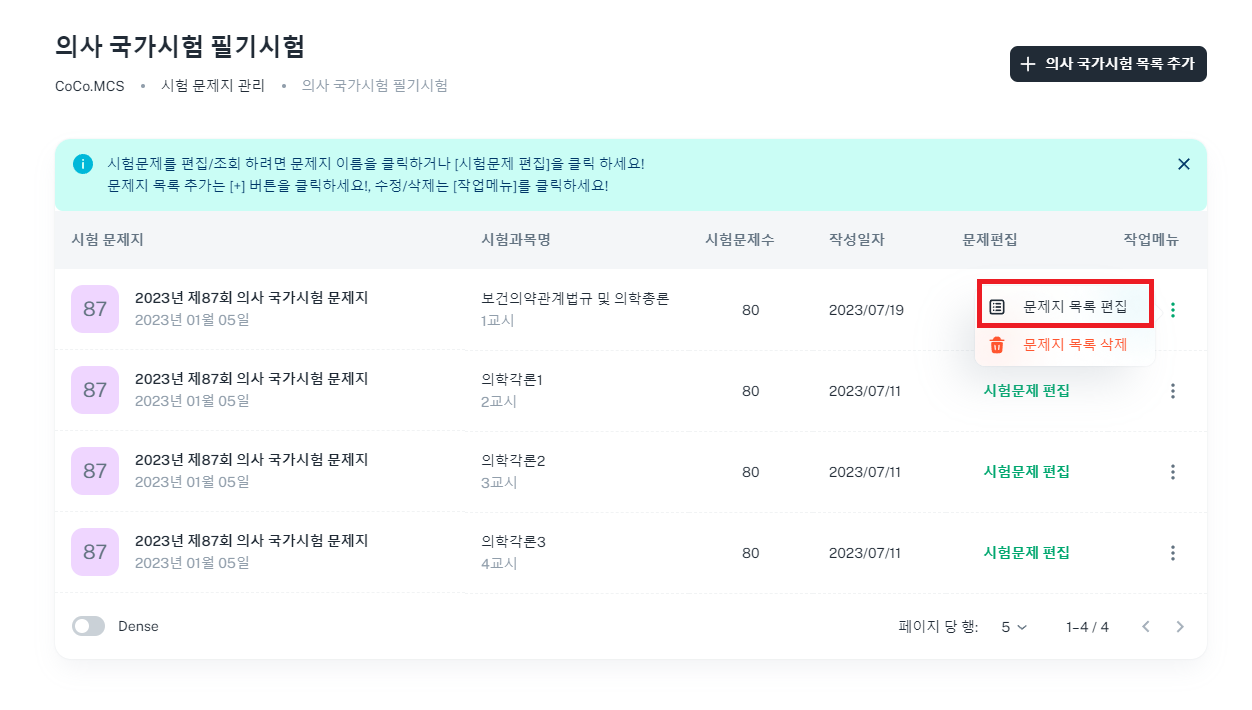 의사 국가시험 필기시험
+ 의사 국가시험 목록 추가
CoCo.MCS • 시험 문제지 관리 • 의사 국가시험 필기시험
시험문제를 편집/조회 하려면 문제지 이름을 클릭하거나 [시험문제 편집]을 클릭 하세요!
문제지 목록 추가는 [+] 버튼을 클릭하세요!, 수정/삭제는 [작업메뉴]를 클릭하세요!
시험 문제지 시험과목명 시험문제수 작성일자 문제편집 작업메뉴
87 2023년 제87회 의사 국가시험 문제지 보건의약관계법규 및 의학총론 80 2023/07/19 문제지 목록 편집
2023년 01월 05일 1교시
문제지 목록 삭제
87 2023년 제87회 의사 국가시험 문제지 의학각론1 80 2023/07/11 시험문제 편집
2023년 01월 05일 2교시
87 2023년 제87회 의사 국가시험 문제지 의학각론2 80 2023/07/11 시험문제 편집
2023년 01월 05일 3교시
87 2023년 제87회 의사 국가시험 문제지 의학각론3 80 2023/07/11 시험문제 편집
2023년 01월 05일 4교시
Dense 페이지 당 행: 5 1–4 / 4